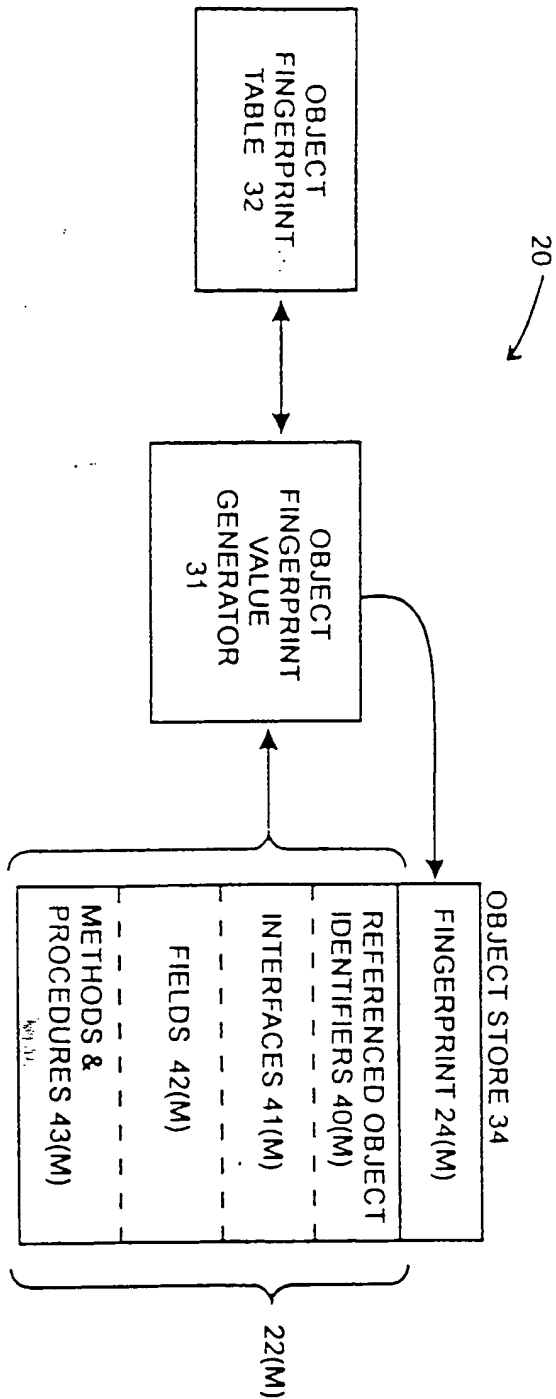 20
OBJECT
FINGERPRINT
TABLE 32
OBJECT
FINGERPRINT
VALUE
GENERATOR
31
OBJECT STORE 34
FINGERPRINT 24(M)
REFERENCED OBJECT
IDENTIFIERS 40(M)
INTERFACES 41(M)
FIELDS 42(M)
METHODS &
PROCEDURES 43(M)
22(M)